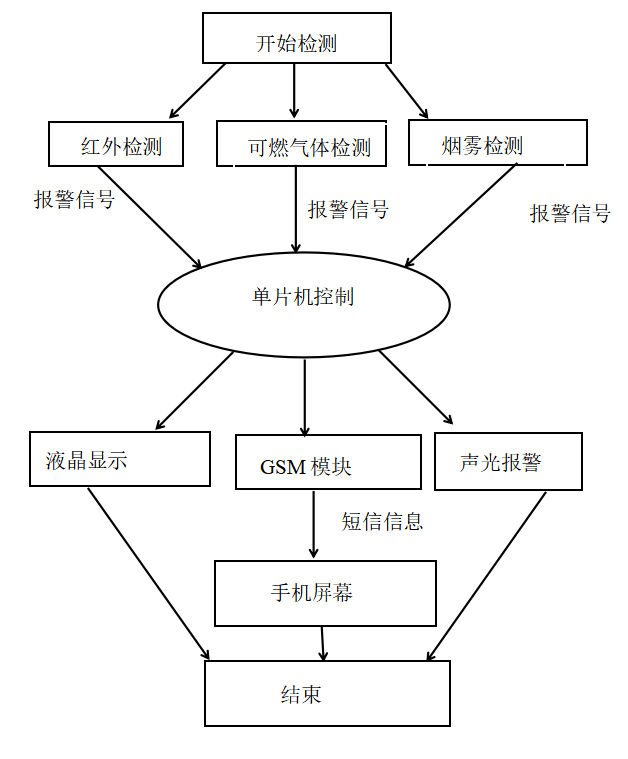 开始检测
红外检测
可燃气体检测
烟雾检测
报警信号
报警信号
报警信号
单片机控制
液晶显示
GSM 模块
声光报警
短信信息
手机屏幕
结束